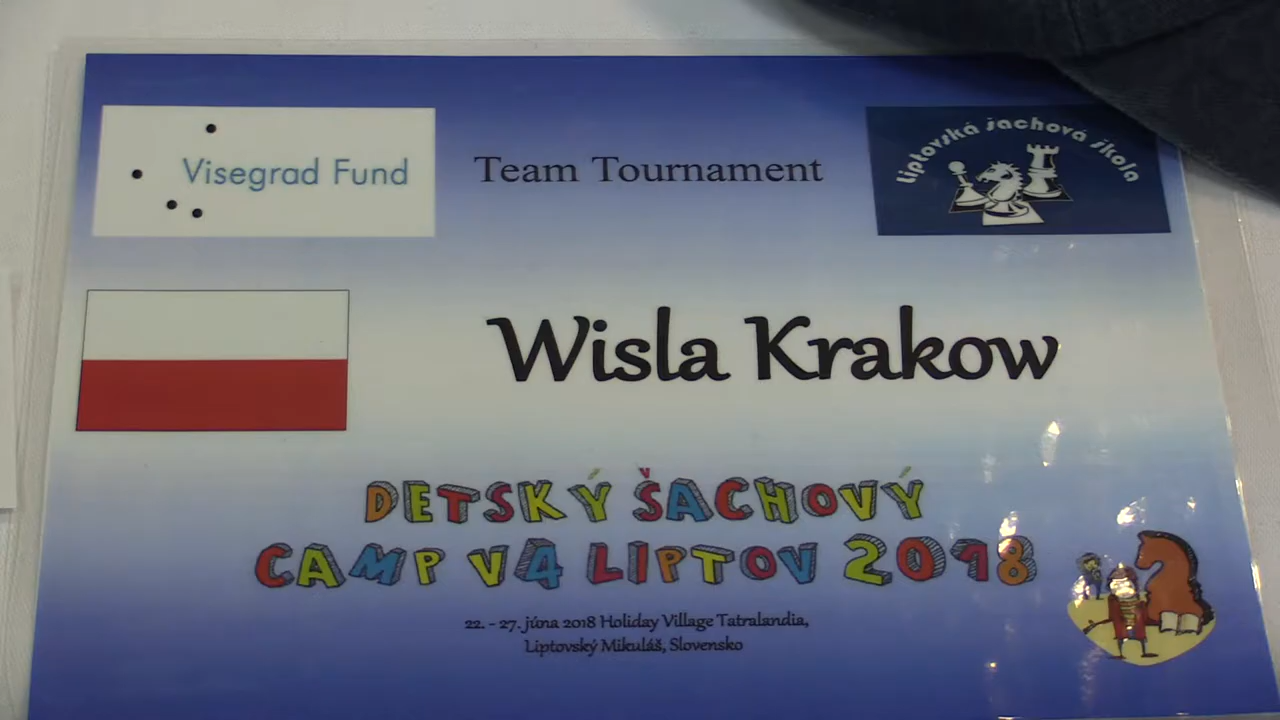 Visegrad Fund
Team Tournament
Liptovská šachová škola
Wisla Krakow
DETSKÝ ŠACHOVÝ
CAMP V4 LIPTOV 2018
22. - 27. júna 2018 Holiday Village Tatralandia,
Liptovský Mikuláš, Slovensko